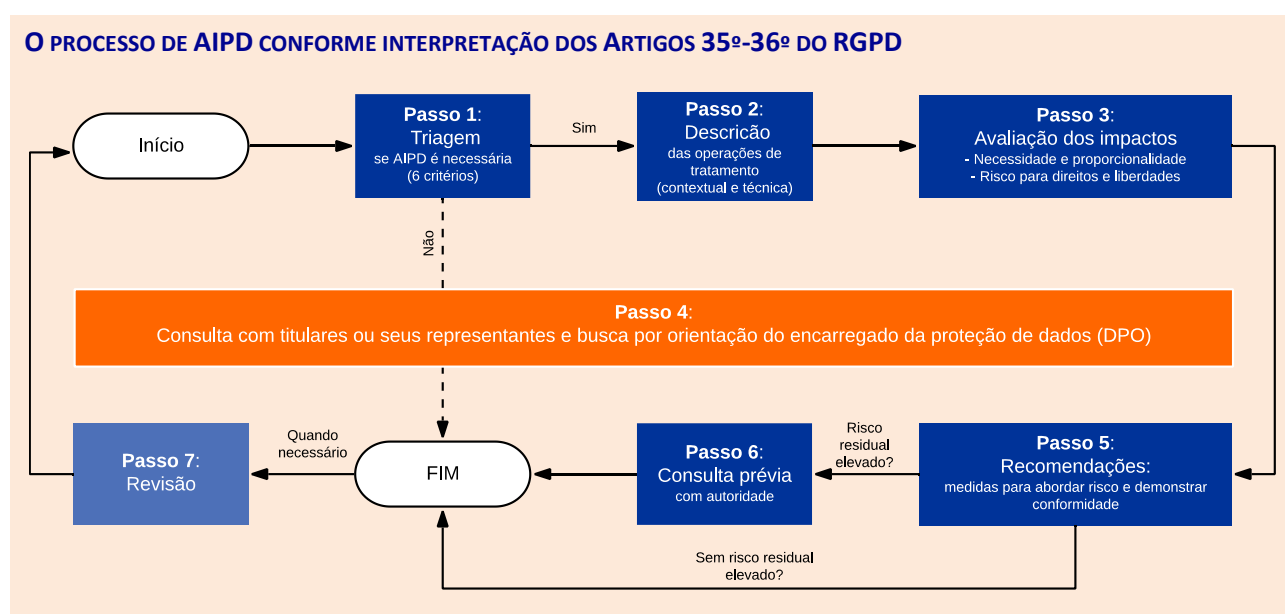 O PROCESSO DE AIPD CONFORME INTERPRETAÇÃO DOS ARTIGOS 35º-36º DO RGPD
Início
Passo 1:
Triagem
se AIPD é necessária
(6 critérios)
Sim
Passo 2:
Descricão
das operações de
tratamento
(contextual e técnica)
Passo 3:
Avaliação dos impactos
- Necessidade e proporcionalidade
- Risco para direitos e liberdades
Não
Passo 4:
Consulta com titulares ou seus representantes e busca por orientação do encarregado da proteção de dados (DPO)
Passo 7:
Revisão
Quando
necessário
FIM
Passo 6:
Consulta prévia
com autoridade
Risco
residual
elevado?
Passo 5:
Recomendações:
medidas para abordar risco e demonstrar
conformidade
Sem risco residual
elevado?